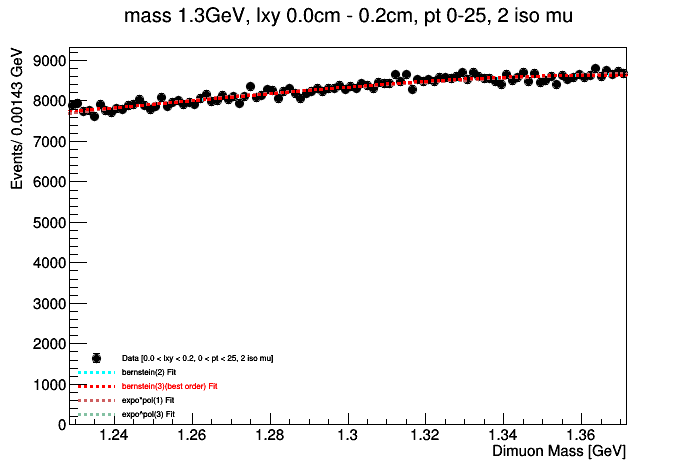 mass 1.3GeV, lxy 0.0cm - 0.2cm, pt 0-25, 2 iso mu
Events/ 0.00143 GeV
9000
8000
7000
6000
5000
4000
3000
2000
1000
0
Data [0.0 < lxy < 0.2, 0 < pt < 25, 2 iso mu]
bernstein(2) Fit
bernstein(3)(best order) Fit
expo*pol(1) Fit
expo^pol(3) Fit
1.24 1.26 1.28 1.3 1.32 1.34 1.36
Dimuon Mass [GeV]